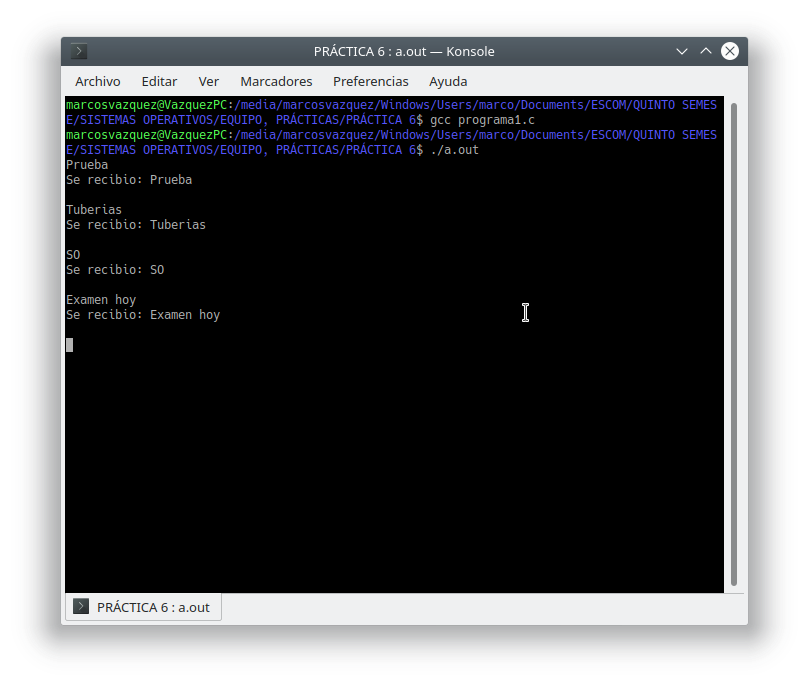 PRÁCTICA 6 : a.out — Konsole
Archivo Editar Ver Marcadores Preferencias Ayuda
marcosvazquez@VazquezPC:/media/marcosvazquez/Windows/Users/marco/Documents/ESCOM/QUINTO SEMES
E/SISTEMAS OPERATIVOS/EQUIPO, PRÁCTICAS/PRÁCTICA 6$ gcc programa1.c
marcosvazquez@VazquezPC:/media/marcosvazquez/Windows/Users/marco/Documents/ESCOM/QUINTO SEMES
E/SISTEMAS OPERATIVOS/EQUIPO, PRÁCTICAS/PRÁCTICA 6$ ./a.out
Prueba
Se recibio: Prueba
Tuberias
Se recibio: Tuberias
SO
Se recibio: SO
Examen hoy
Se recibio: Examen hoy
PRÁCTICA 6 : a.out